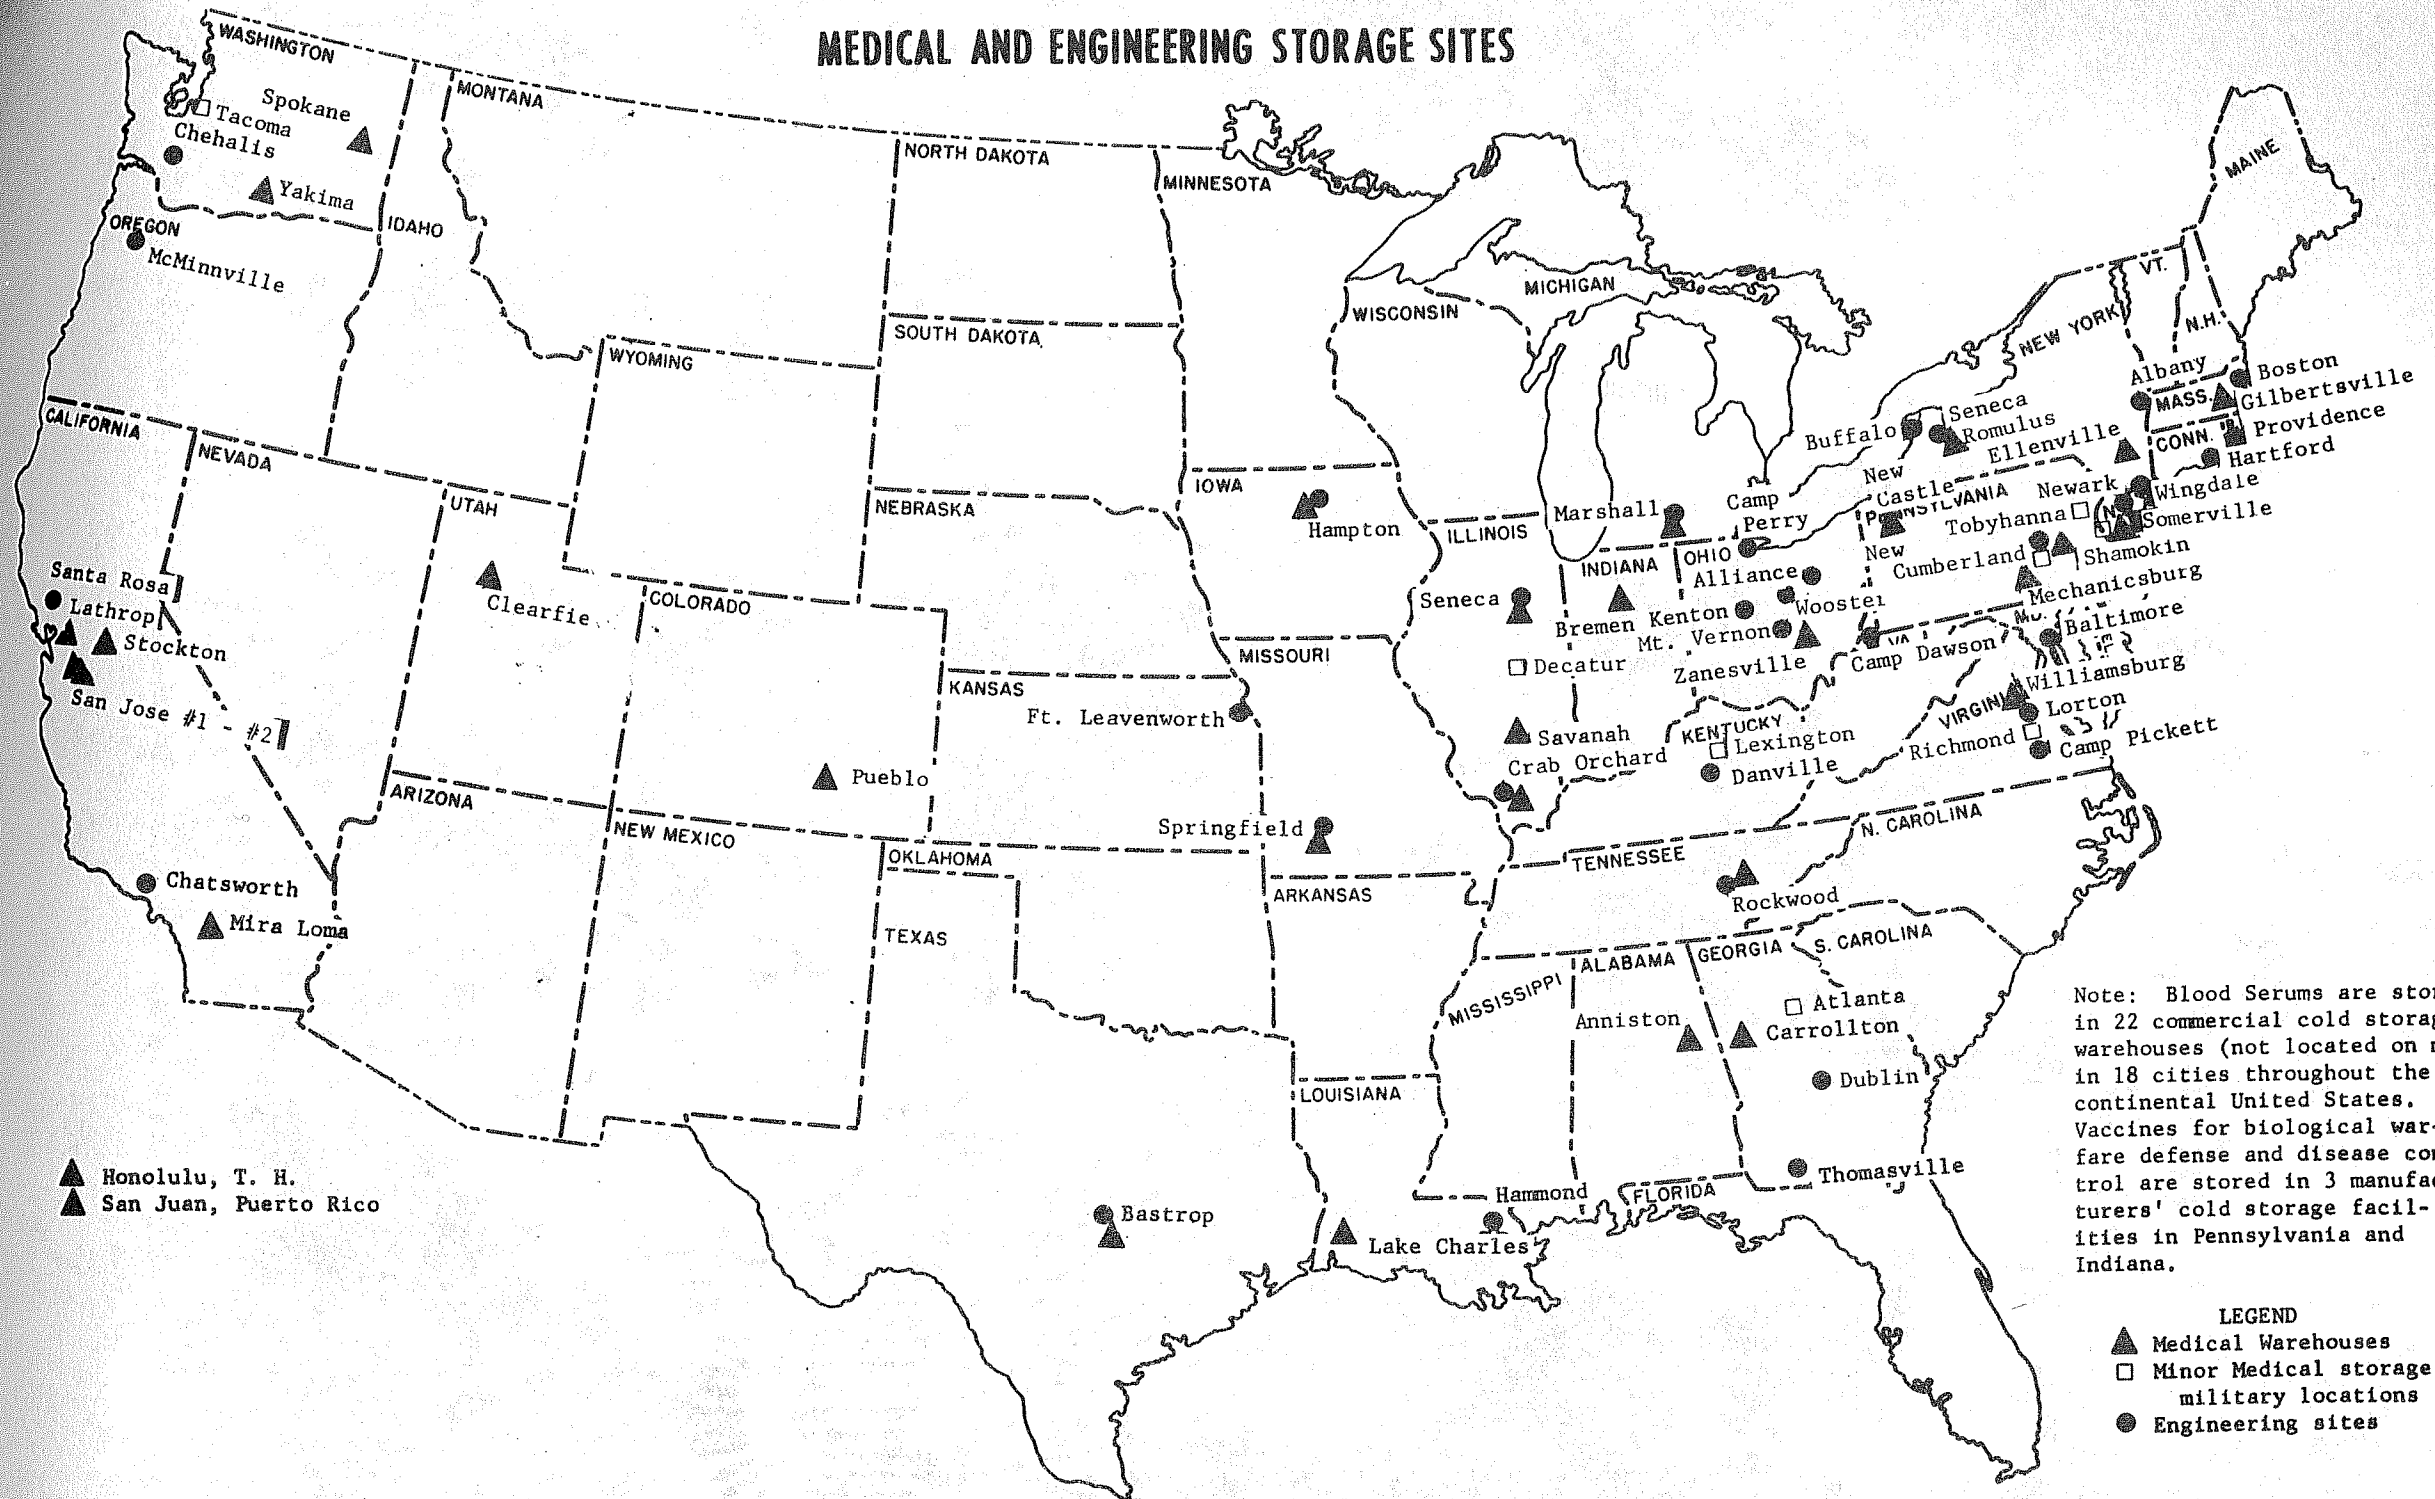 MEDICAL AND ENGINEERING STORAGE SITES
WASHINGTON
Spokane
Tacoma
Chehalis
Yakima
MONTANA
NORTH DAKOTA
MINNESOTA
MAINE
OREGON
McMinnville
IDAHO
SOUTH DAKOTA
WYOMING
WISCONSIN
MICHIGAN
VT.
NEW YORK
N.H.
Albany
Boston
MASS.
Gilbertsville
Seneca
Buffalo
Romulus
Providence
CONN.
Ellenville
Hartford
CALIFORNIA
NEVADA
UTAH
NEBRASKA
IOWA
Hampton
ILLINOIS
Marshall
Camp
Perry
New
Castle
Newark
Wingdale
Tobyhanna
Somerville
INDIANA
OHIO
New
Cumberland
Shamokin
Alliance
Mechanicsburg
Santa Rosa
Lathrop
Stockton
San Jose #1 - #2
Clearfie
COLORADO
Seneca
Bremen
Kenton
Wooster
Mt. Vernon
Zanesville
MD.
Baltimore
VA
Camp Dawson
MISSOURI
Decatur
KANSAS
Ft. Leavenworth
Williamsburg
VIRGINI
Lorton
Savanah
KENTUCKY
Lexington
Richmond
Camp Pickett
Crab Orchard
Danville
Pueblo
ARIZONA
NEW MEXICO
Springfield
OKLAHOMA
TENNESSEE
N. CAROLINA
Chatsworth
Mira Loma
ARKANSAS
Rockwood
TEXAS
MISSISSIPPI
ALABAMA
GEORGIA
S. CAROLINA
Atlanta
Anniston
Carrollton
Dublin
LOUISIANA
Thomasville
Hammond
FLORIDA
Bastrop
Lake Charles
Honolulu, T. H.
San Juan, Puerto Rico
Note: Blood Serums are stor
in 22 commercial cold storag
warehouses (not located on m
in 18 cities throughout the
continental United States.
Vaccines for biological war-
fare defense and disease con
trol are stored in 3 manufac
turers' cold storage facil-
ities in Pennsylvania and
Indiana.
LEGEND
Medical Warehouses
Minor Medical storage
military locations
Engineering sites